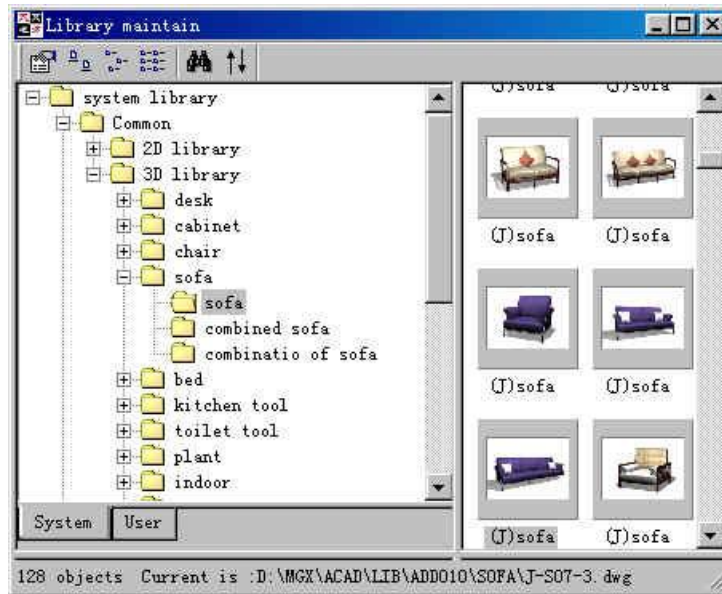 Library maintain
system library
Common
2D library
3D library
desk
cabinet
chair
sofa
sofa
combined sofa
combinatio of sofa
bed
kitchen tool
toilet tool
plant
indoor
System User
(J)sofa (J)sofa
(J)sofa (J)sofa
(J)sofa (J)sofa
(J)sofa (J)sofa
128 objects Current is :D:\MGX\ACAD\LIB\ADD010\SOFA\J-S07-3.dwg